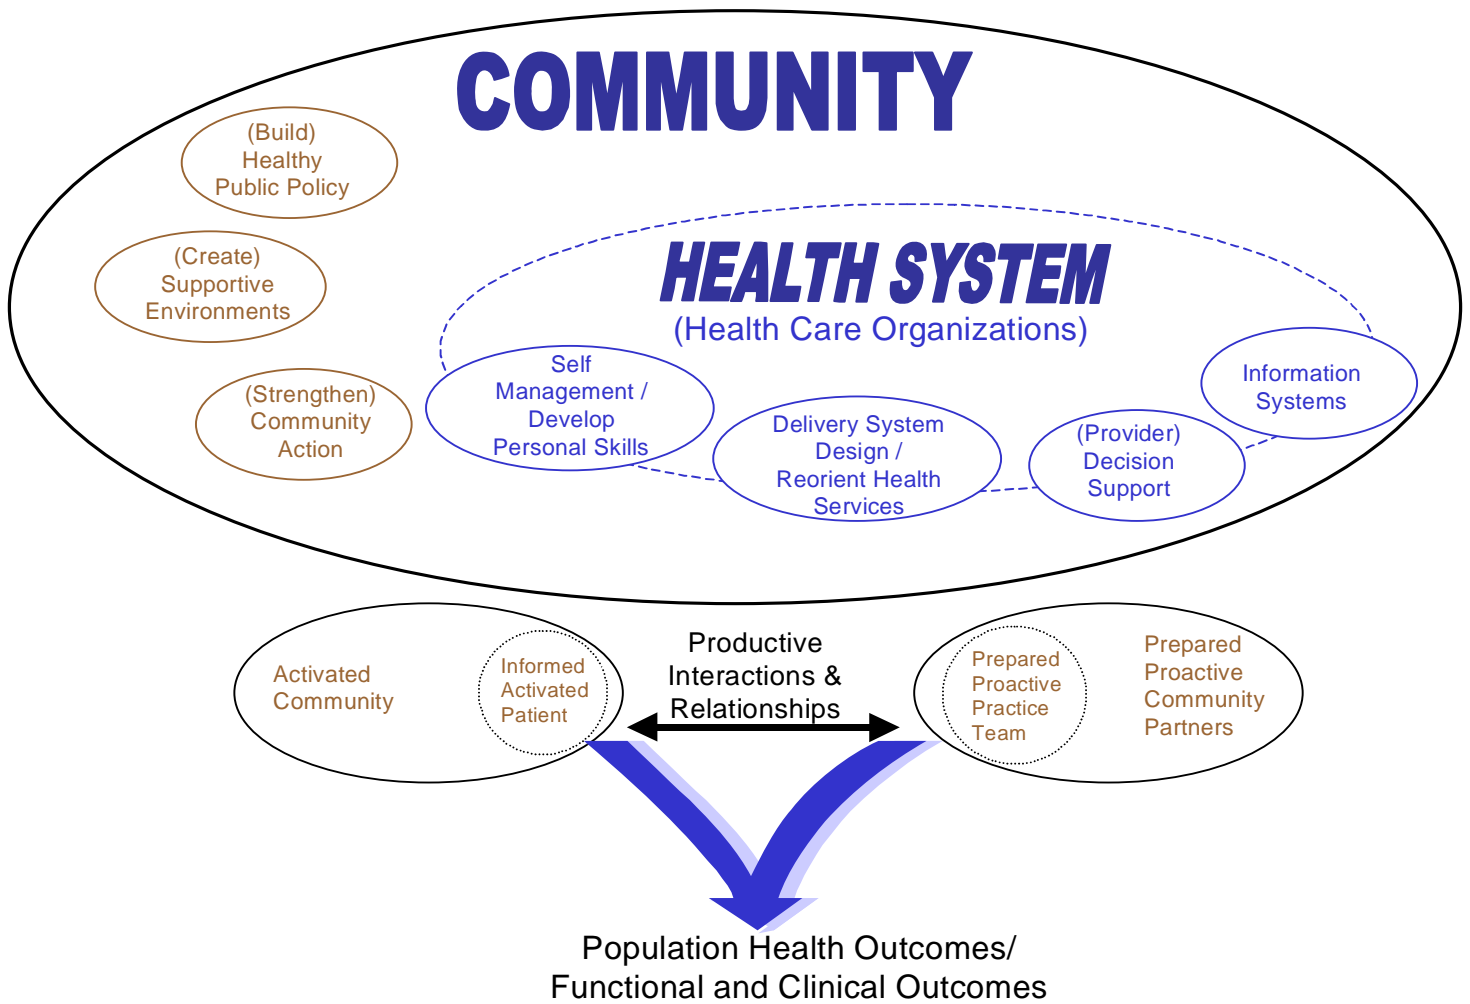 COMMUNITY
(Build)
Healthy
Public Policy
(Create)
Supportive
Environments
(Strengthen)
Community
Action
HEALTH SYSTEM
(Health Care Organizations)
Self
Management /
Develop
Personal Skills
Delivery System
Design /
Reorient Health
Services
(Provider)
Decision
Support
Information
Systems
Activated
Community
Informed
Activated
Patient
Productive
Interactions &
Relationships
Prepared
Proactive
Practice
Team
Prepared
Proactive
Community
Partners
Population Health Outcomes/
Functional and Clinical Outcomes